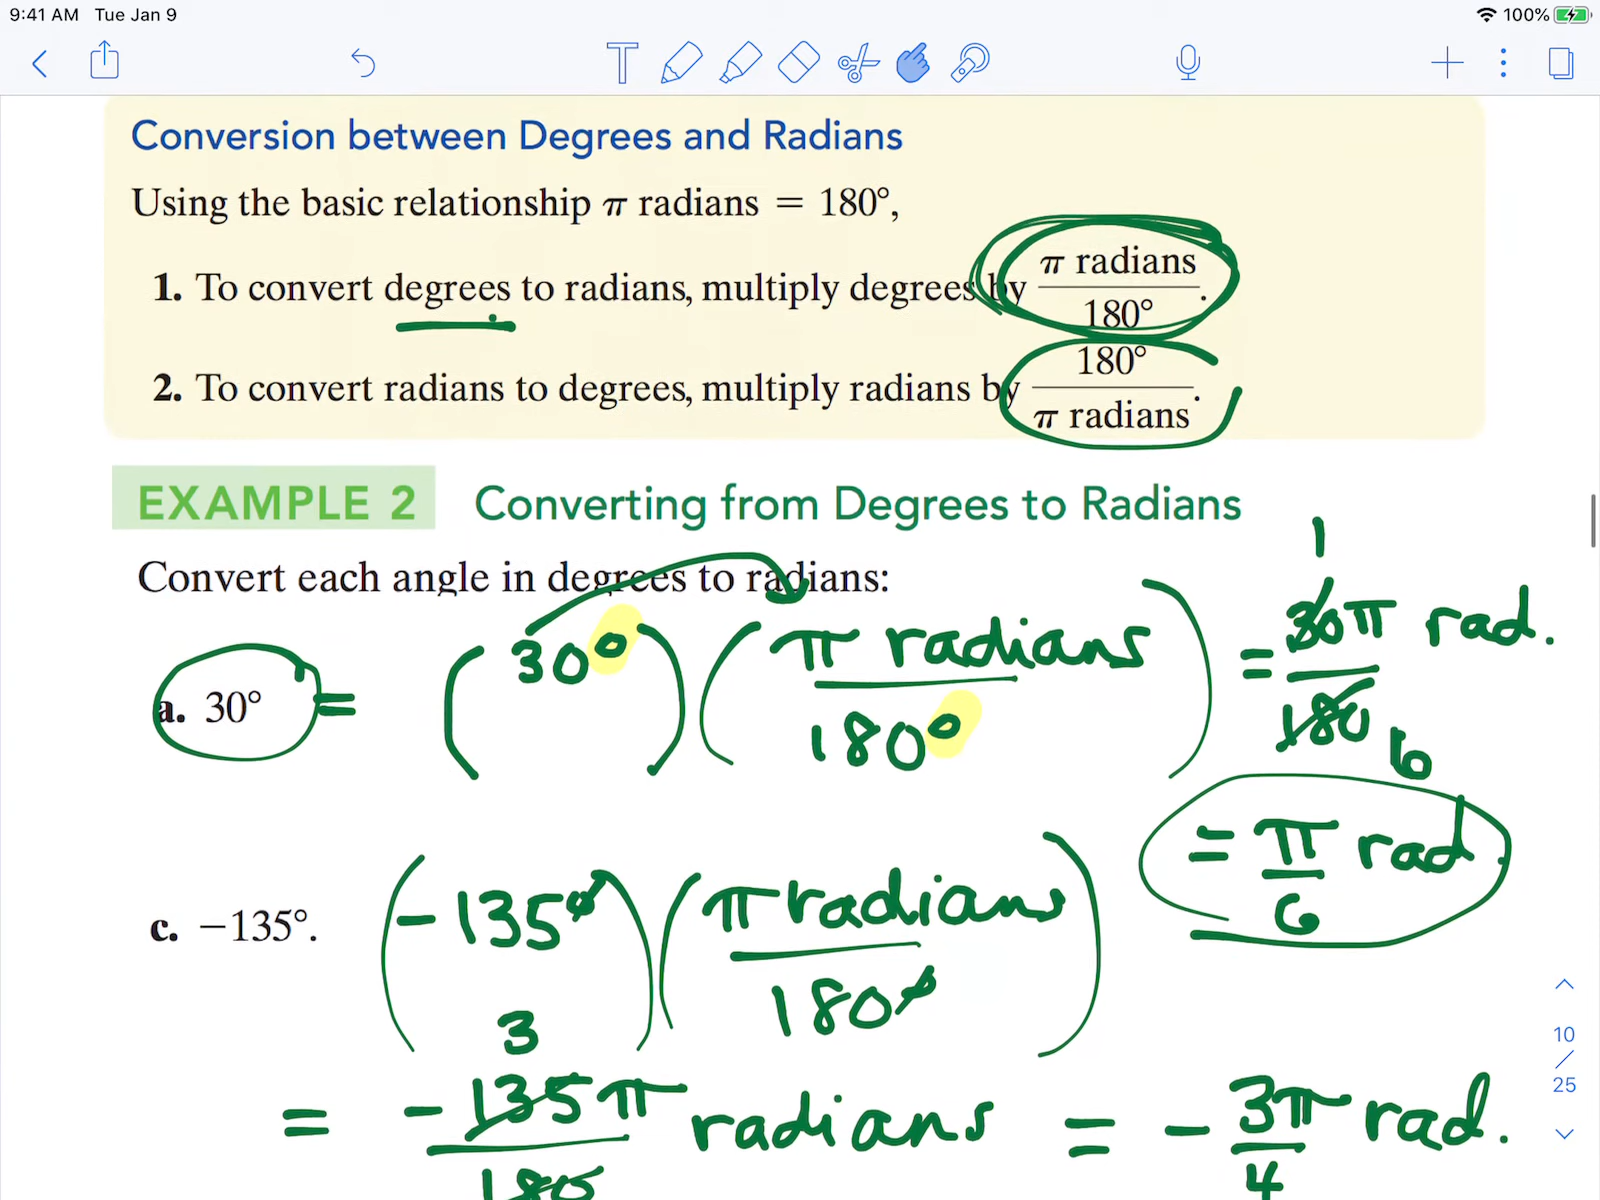 9:41 AM Tue Jan 9 100%
Conversion between Degrees and Radians
Using the basic relationship π radians = 180°,
1. To convert degrees to radians, multiply degrees by π radians / 180°.
2. To convert radians to degrees, multiply radians by 180° / π radians.
EXAMPLE 2 Converting from Degrees to Radians
Convert each angle in degrees to radians:
a. 30° = (30°) (π radians / 180°) = 30π / 180 rad.
1
6
= π / 6 rad.
c. −135°. (−135°) (π radians / 180°)
3
= −135π / 180 radians = −3π / 4 rad.
10 / 25